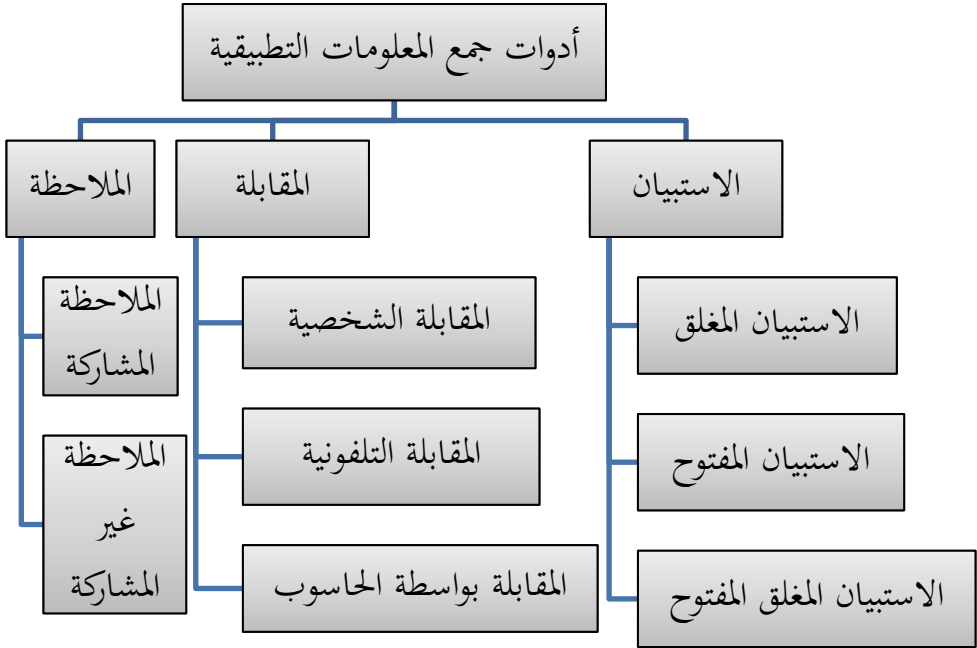 أدوات جمع المعلومات التطبيقية
الاستبيان
المقابلة
الملاحظة
الاستبيان المغلق
الاستبيان المفتوح
الاستبيان المغلق المفتوح
المقابلة الشخصية
المقابلة التلفونية
المقابلة بواسطة الحاسوب
الملاحظة
المشاركة
الملاحظة
غير
المشاركة